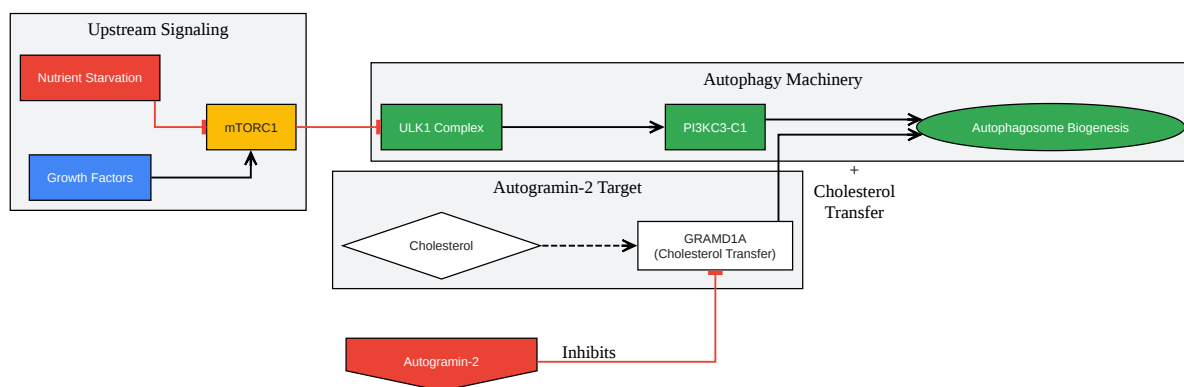 Upstream Signaling
Nutrient Starvation
mTORC1
Growth Factors
Autophagy Machinery
ULK1 Complex
PI3KC3-C1
Autophagosome Biogenesis
+
Cholesterol
Transfer
Autogramin-2 Target
Cholesterol
GRAMD1A
(Cholesterol Transfer)
Autogramin-2
Inhibits